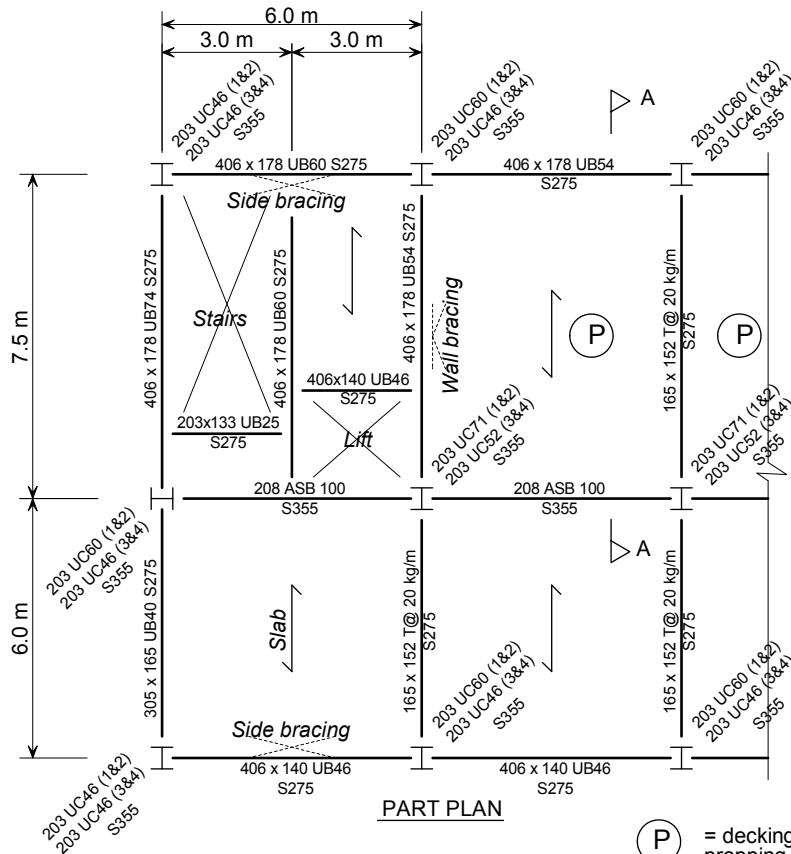 6.0 m
3.0 m
3.0 m
203 UC46 (1&2)
203 UC46 (3&4)
S355
203 UC60 (1&2)
203 UC46 (3&4)
S355
A
203 UC60 (1&2)
203 UC46 (3&4)
S355
406 x 178 UB60 S275
406 x 178 UB54
S275
Side bracing
7.5 m
406 x 178 UB74 S275
Stairs
406 x 178 UB60 S275
406 x 178 UB54 S275
Wall bracing
P
165 x 152 T@ 20 kg/m
S275
P
406x140 UB46
S275
203x133 UB25
S275
Lift
203 UC71 (1&2)
203 UC52 (3&4)
S355
203 UC71 (1&2)
203 UC52 (3&4)
S355
208 ASB 100
S355
208 ASB 100
S355
203 UC60 (1&2)
203 UC46 (3&4)
S355
A
6.0 m
305 x 165 UB40 S275
Slab
165 x 152 T@ 20 kg/m
S275
165 x 152 T@ 20 kg/m
S275
203 UC60 (1&2)
203 UC46 (3&4)
S355
203 UC60 (1&2)
203 UC46 (3&4)
S355
Side bracing
406 x 140 UB46
S275
406 x 140 UB46
S275
203 UC46 (1&2)
203 UC46 (3&4)
S355
PART PLAN
P
= decking
propping